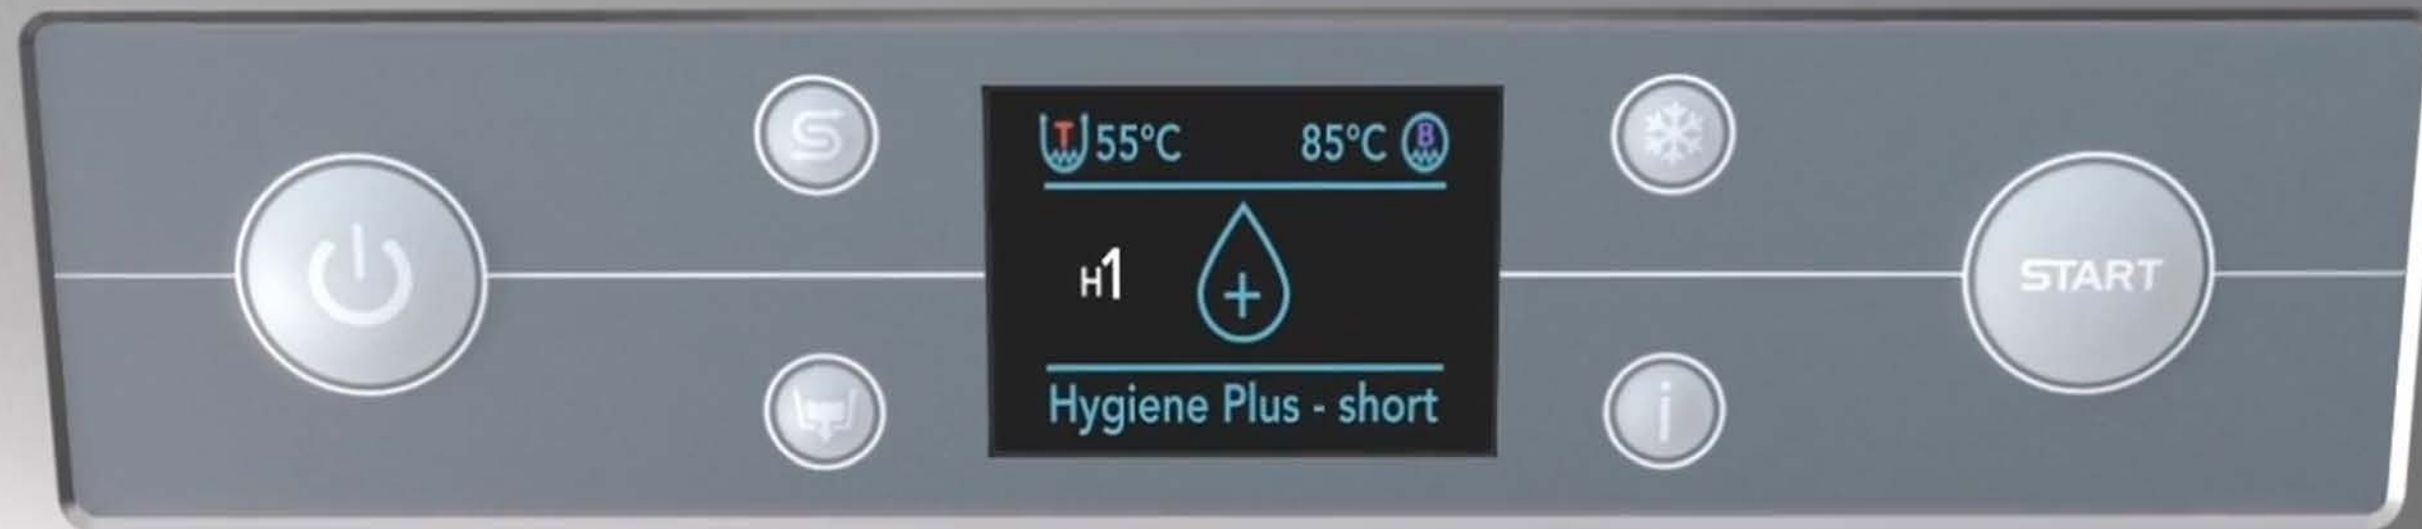 T 55°C 85°C B
H1
START
Hygiene Plus - short
i